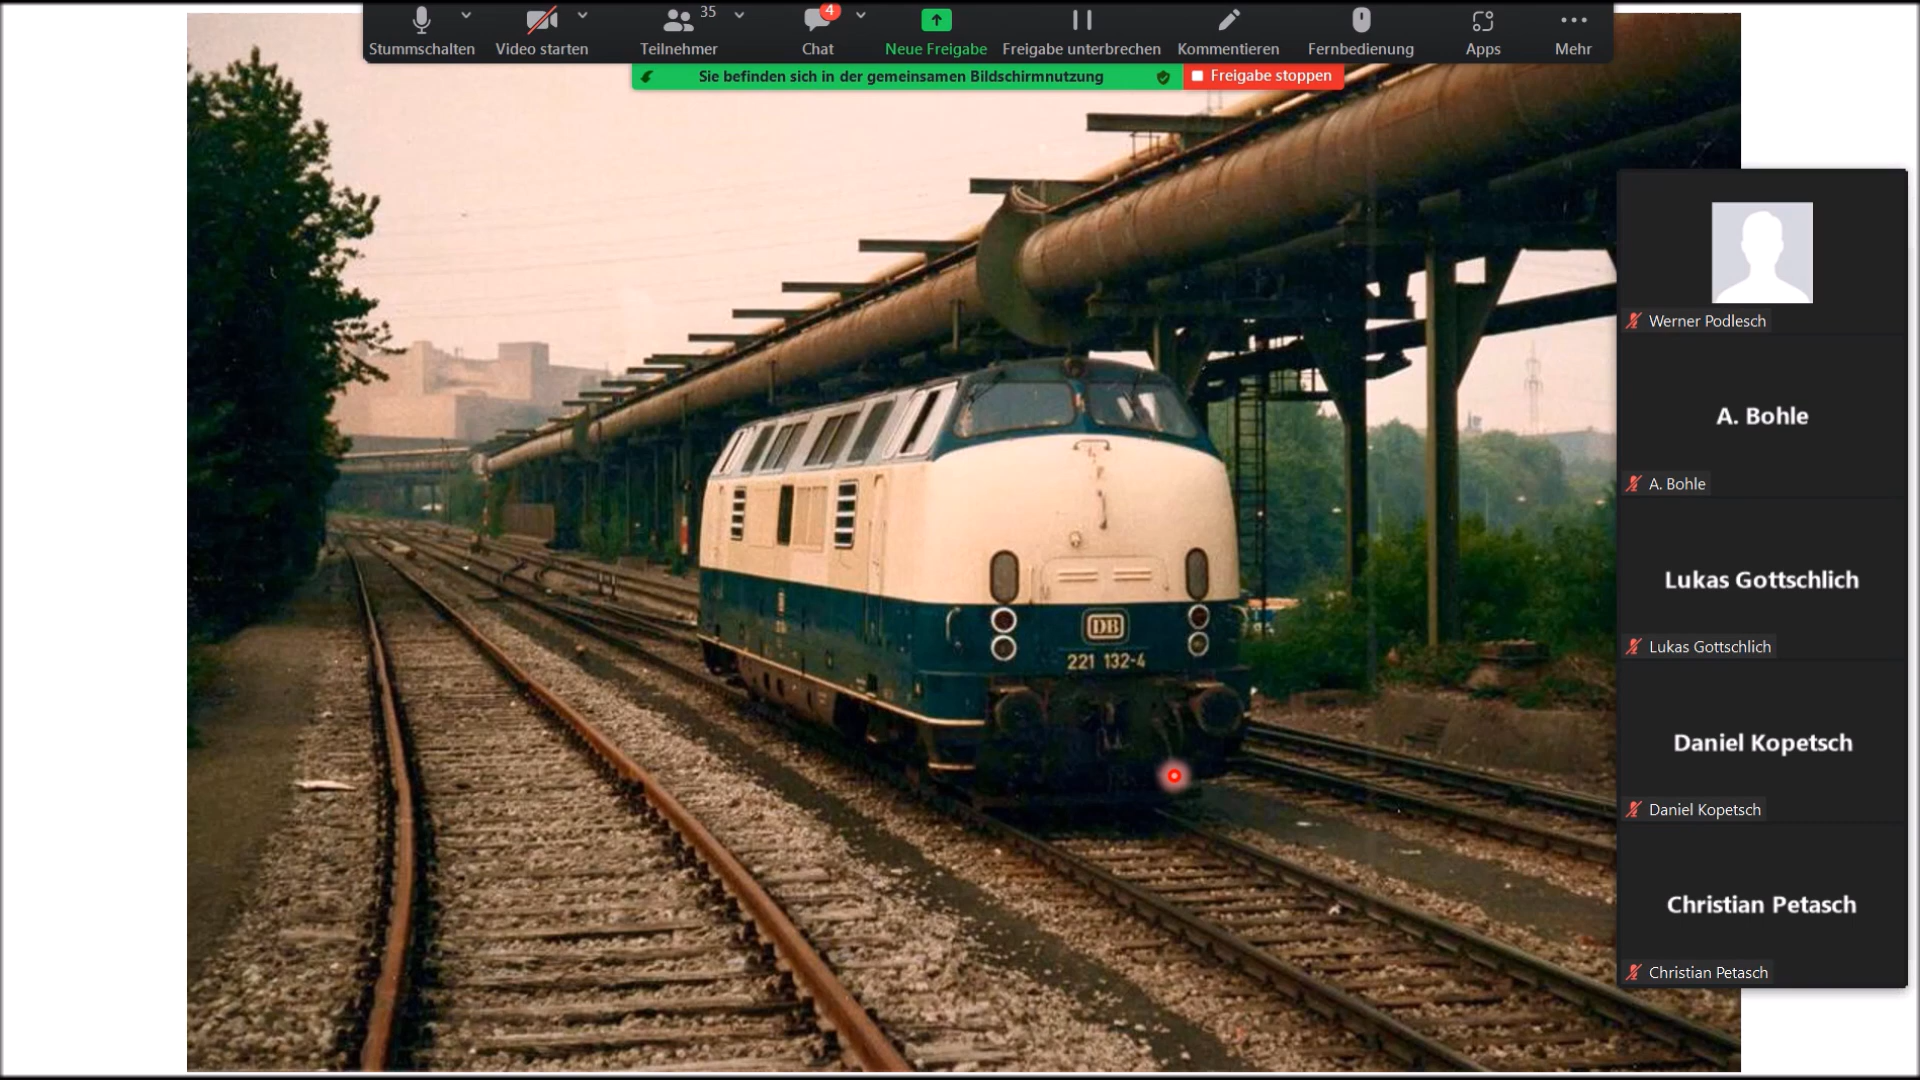 35
4
Stummschalten
Video starten
Teilnehmer
Chat
Neue Freigabe
Freigabe unterbrechen
Kommentieren
Fernbedienung
Apps
Mehr
Sie befinden sich in der gemeinsamen Bildschirmnutzung
Freigabe stoppen
Werner Podlesch
A. Bohle
A. Bohle
Lukas Gottschlich
Lukas Gottschlich
Daniel Kopetsch
Daniel Kopetsch
Christian Petasch
Christian Petasch
DB
221 132-4